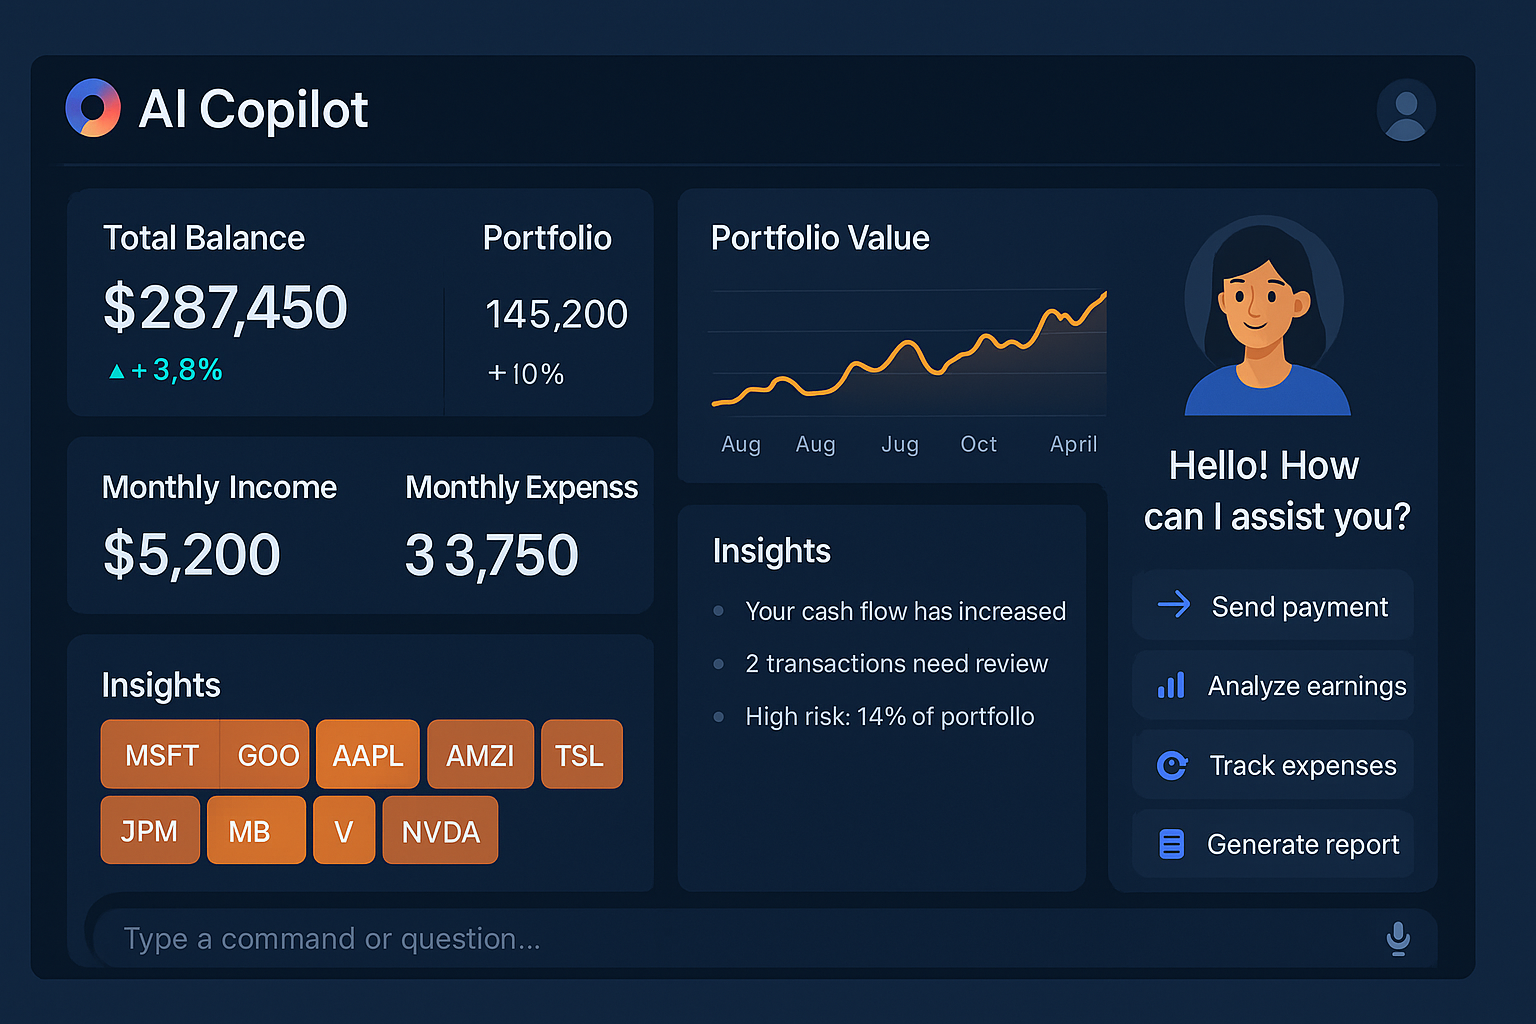 AI Copilot
Total Balance
$287,450
▲+3,8%
Portfolio
145,200
+10%
Monthly Income
$5,200
Monthly Expenss
3 3,750
Insights
MSFT GOO AAPL AMZI TSL
JPM MB V NVDA
Portfolio Value
Aug Aug Jug Oct April
Insights
• Your cash flow has increased
• 2 transactions need review
• High risk: 14% of portfollo
Hello! How
can I assist you?
Send payment
Analyze earnings
Track expenses
Generate report
Type a command or question...